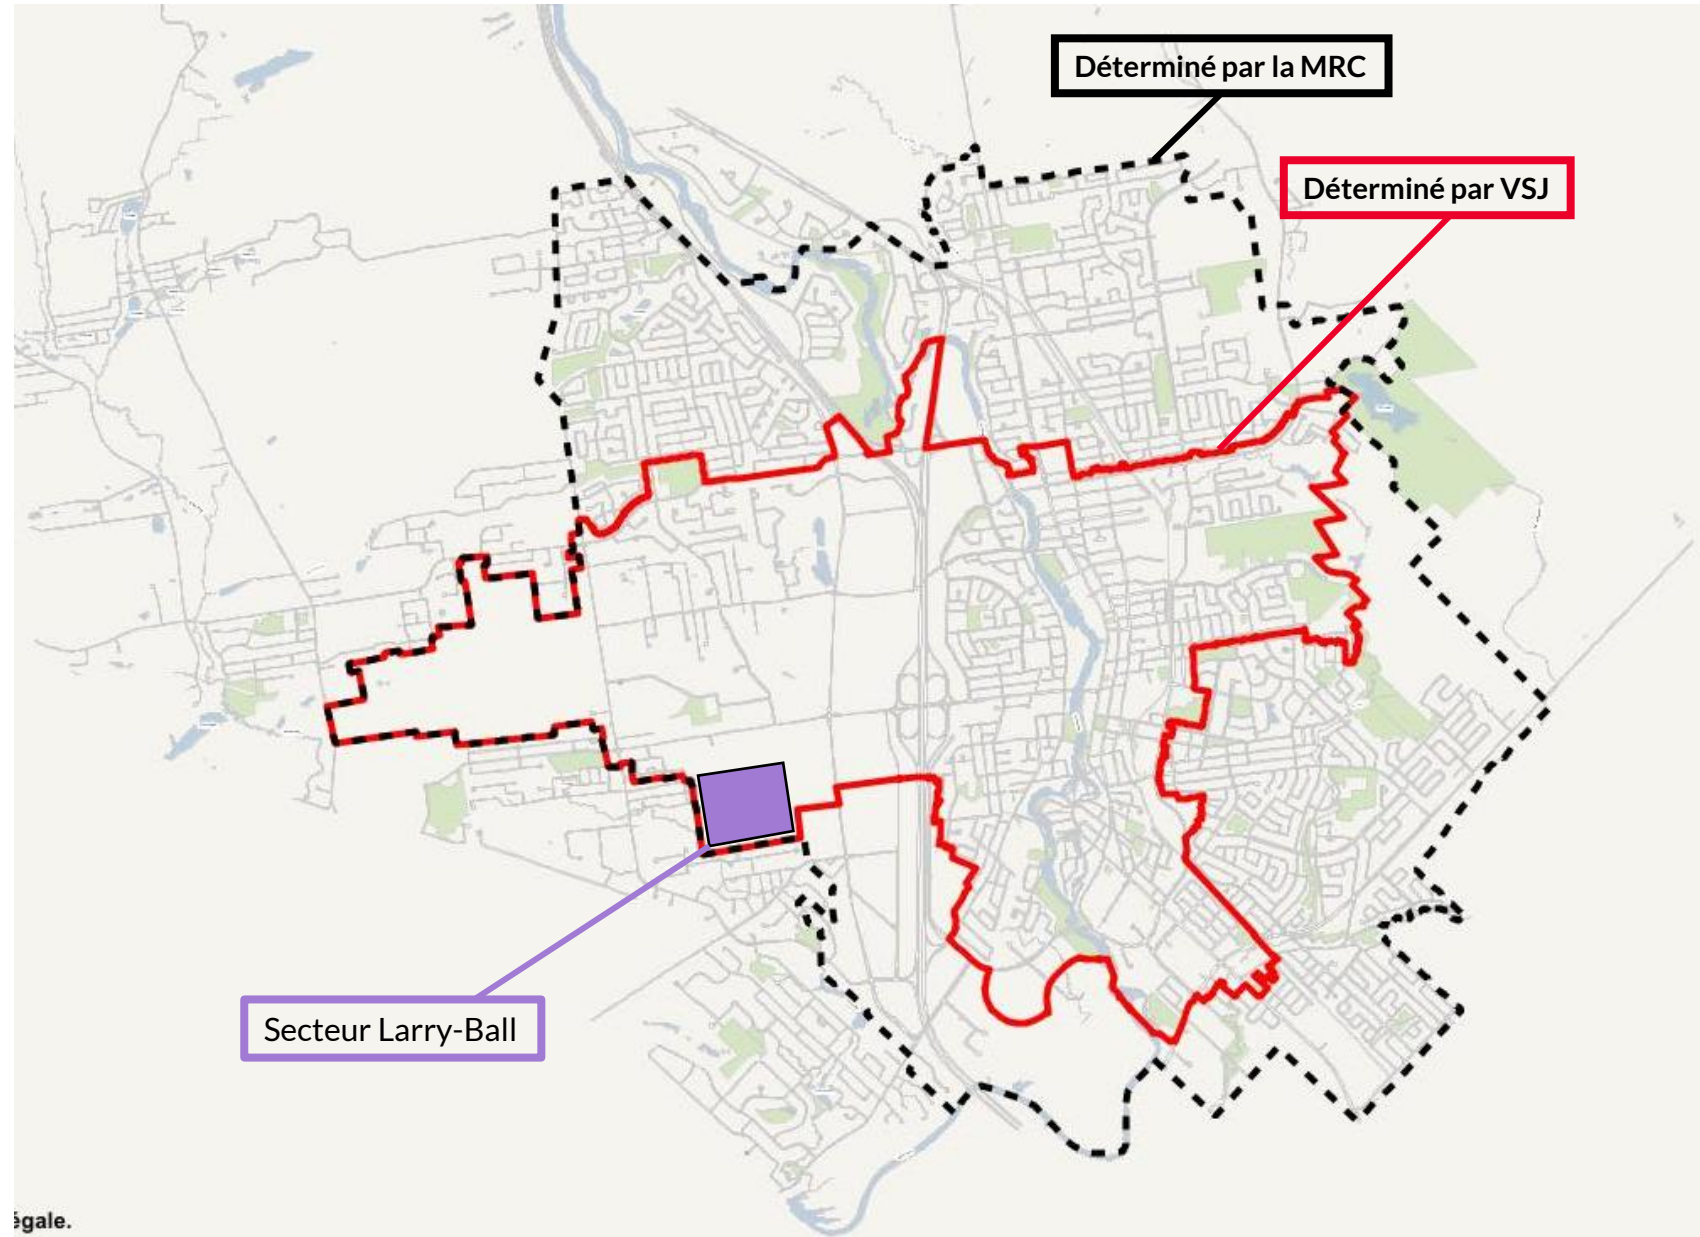 Déterminé par la MRC
Déterminé par VSJ
Secteur Larry-Ball
égale.